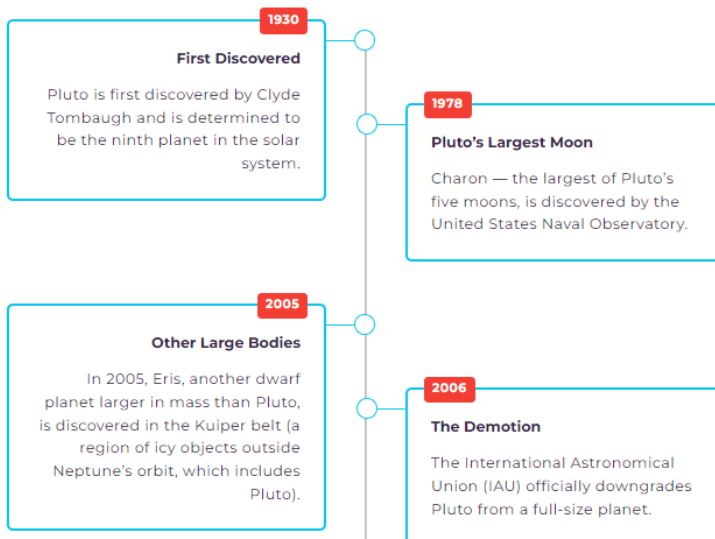 1930
First Discovered
Pluto is first discovered by Clyde
Tombaugh and is determined to
be the ninth planet in the solar
system.
1978
Pluto's Largest Moon
Charon — the largest of Pluto's
five moons, is discovered by the
United States Naval Observatory.
2005
Other Large Bodies
In 2005, Eris, another dwarf
planet larger in mass than Pluto,
is discovered in the Kuiper belt (a
region of icy objects outside
Neptune's orbit, which includes
Pluto).
2006
The Demotion
The International Astronomical
Union (IAU) officially downgrades
Pluto from a full-size planet.